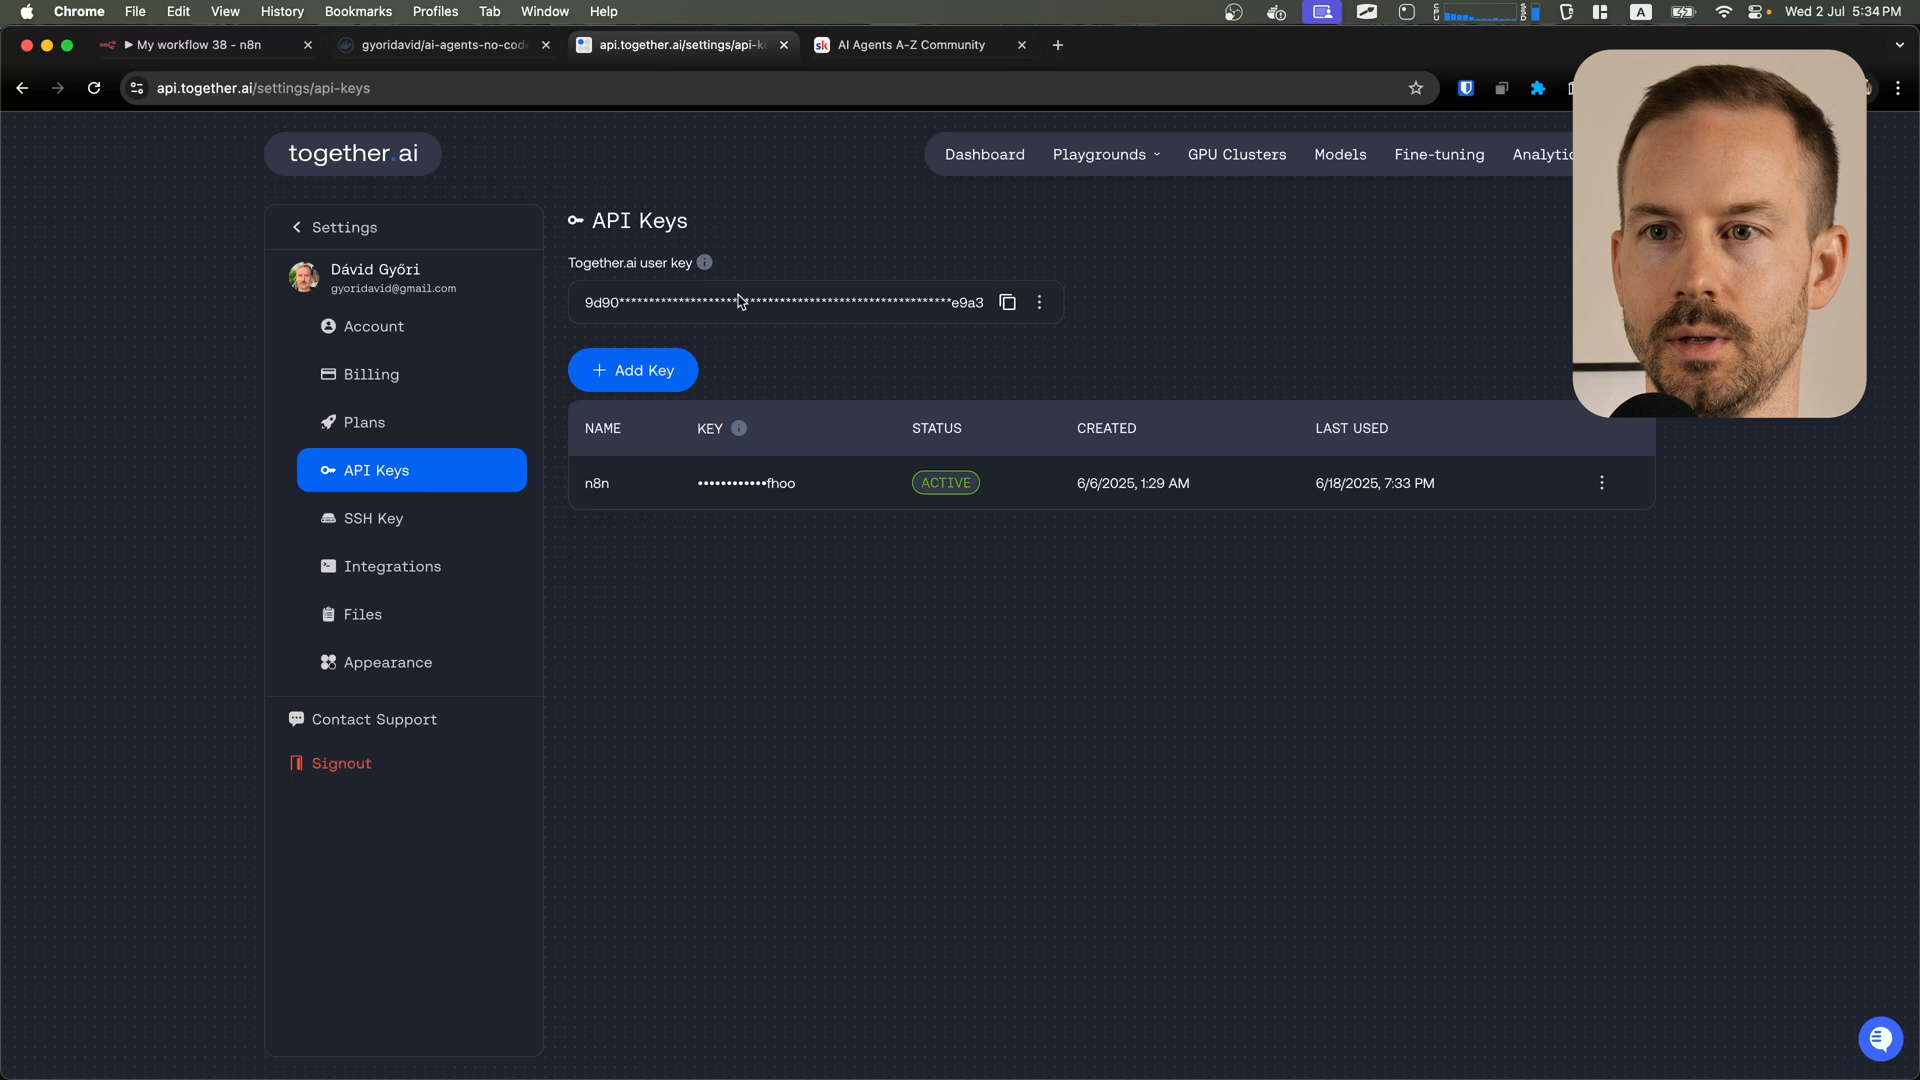 Chrome File Edit View History Bookmarks Profiles Tab Window Help
A Wed 2 Jul 5:34 PM
My workflow 38 - n8n
gyoridavid/ai-agents-no-cod
api.together.ai/settings/api-k
sk AI Agents A-Z Community
api.together.ai/settings/api-keys
together.ai
Dashboard Playgrounds GPU Clusters Models Fine-tuning Analytic
Settings
Dávid Győri
gyoridavid@gmail.com
Account
Billing
Plans
API Keys
SSH Key
Integrations
Files
Appearance
Contact Support
Signout
API Keys
Together.ai user key
9d90********************************************************e9a3
+ Add Key
NAME KEY STATUS CREATED LAST USED
n8n ••••••••••••fhoo ACTIVE 6/6/2025, 1:29 AM 6/18/2025, 7:33 PM